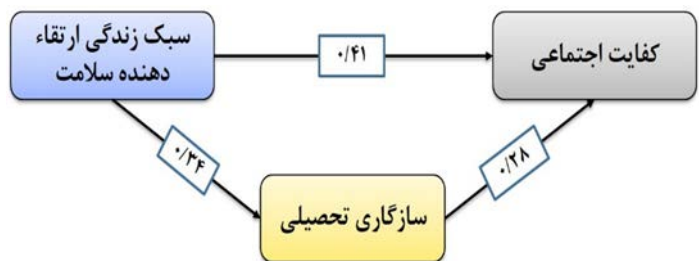 سبک زندگی ارتقاء
دهنده سلامت
۰/۴۱
کفایت اجتماعی
۰/۳۴
۰/۲۸
سازگاری تحصیلی